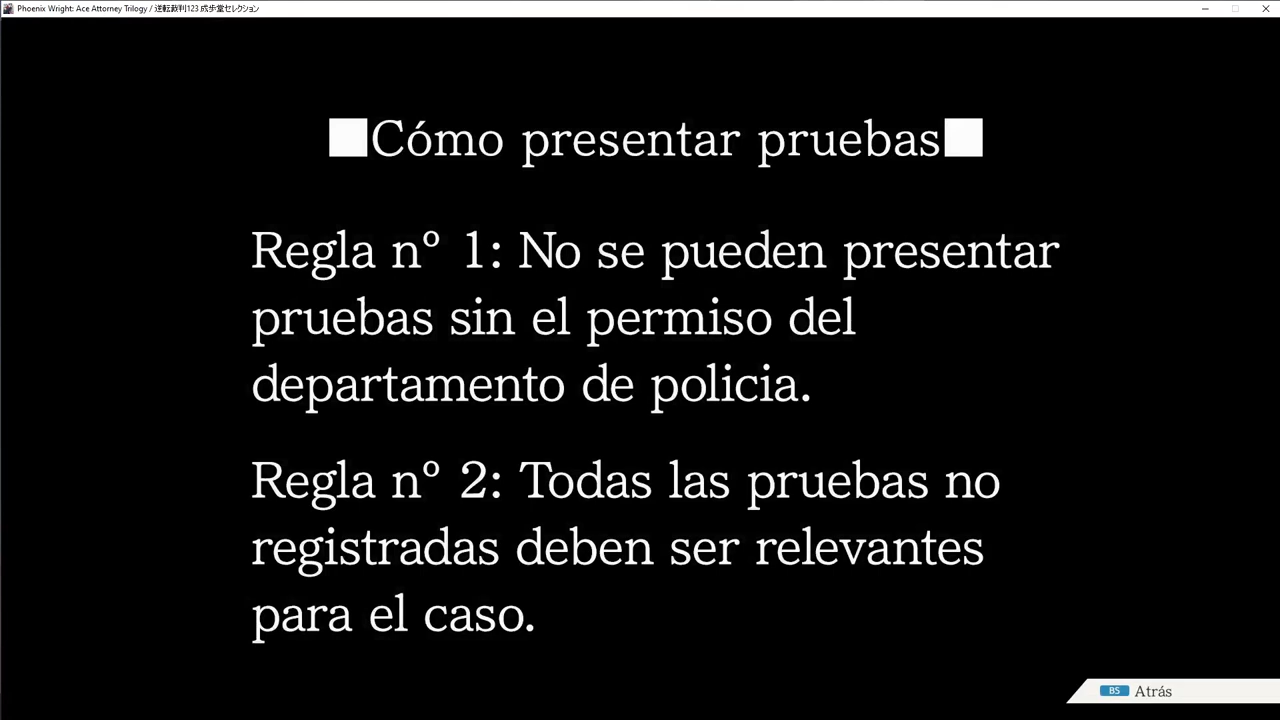 Phoenix Wright: Ace Attorney Trilogy / 逆転裁判123 成歩堂セレクション
■Cómo presentar pruebas■
Regla nº 1: No se pueden presentar
pruebas sin el permiso del
departamento de policia.
Regla nº 2: Todas las pruebas no
registradas deben ser relevantes
para el caso.
BS Atrás